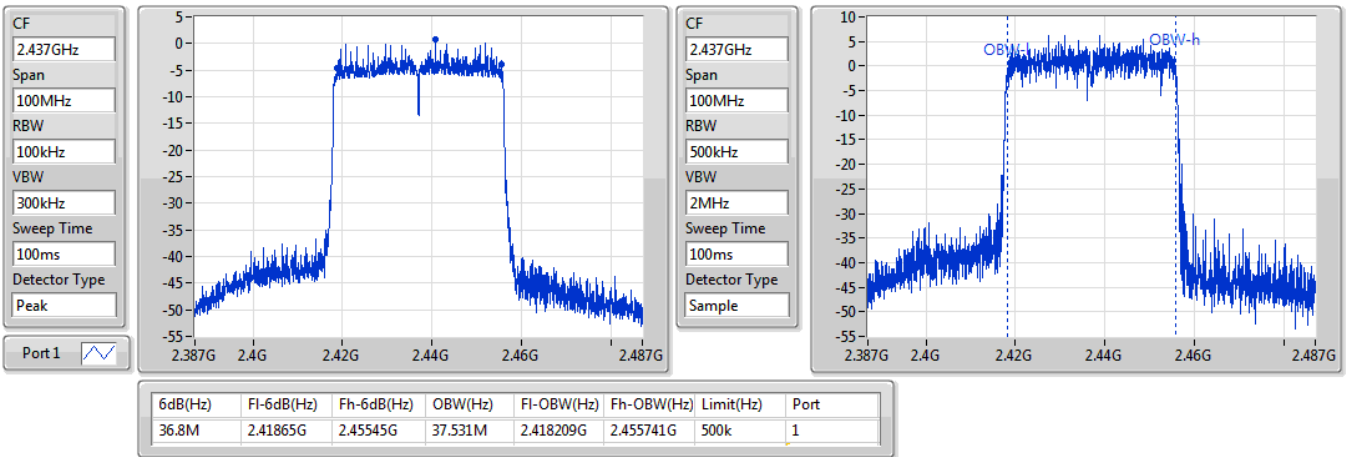 CF
2.437GHz
Span
100MHz
RBW
100kHz
VBW
300kHz
Sweep Time
100ms
Detector Type
Peak
Port 1
5
0
-5
-10
-15
-20
-25
-30
-35
-40
-45
-50
-55
2.387G 2.4G 2.42G 2.44G 2.46G 2.487G
CF
2.437GHz
Span
100MHz
RBW
500kHz
VBW
2MHz
Sweep Time
100ms
Detector Type
Sample
10
5
0
-5
-10
-15
-20
-25
-30
-35
-40
-45
-50
-55
OBW-l OBW-h
2.387G 2.4G 2.42G 2.44G 2.46G 2.487G
6dB(Hz) Fl-6dB(Hz) Fh-6dB(Hz) OBW(Hz) Fl-OBW(Hz) Fh-OBW(Hz) Limit(Hz) Port
36.8M 2.41865G 2.45545G 37.531M 2.418209G 2.455741G 500k 1